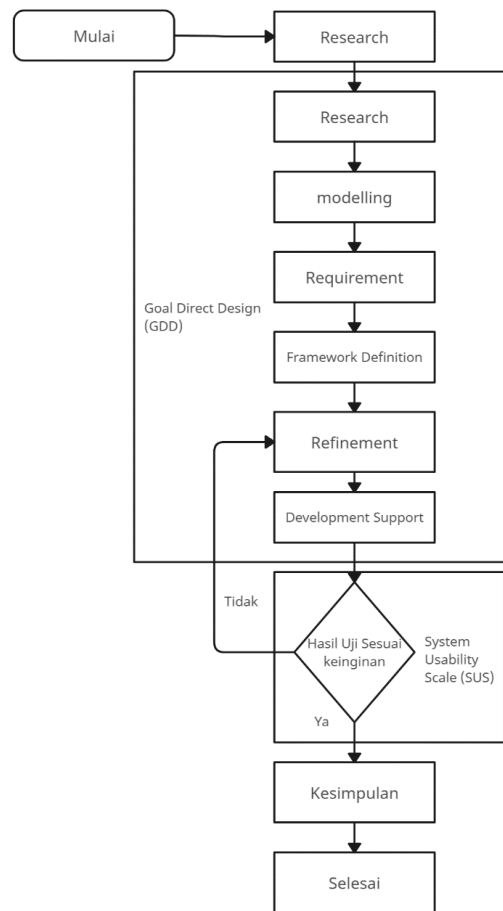 Mulai
Research
Research
modelling
Requirement
Goal Direct Design
(GDD)
Framework Definition
Refinement
Development Support
Tidak
Hasil Uji Sesuai
keinginan
System
Usability
Scale (SUS)
Ya
Kesimpulan
Selesai